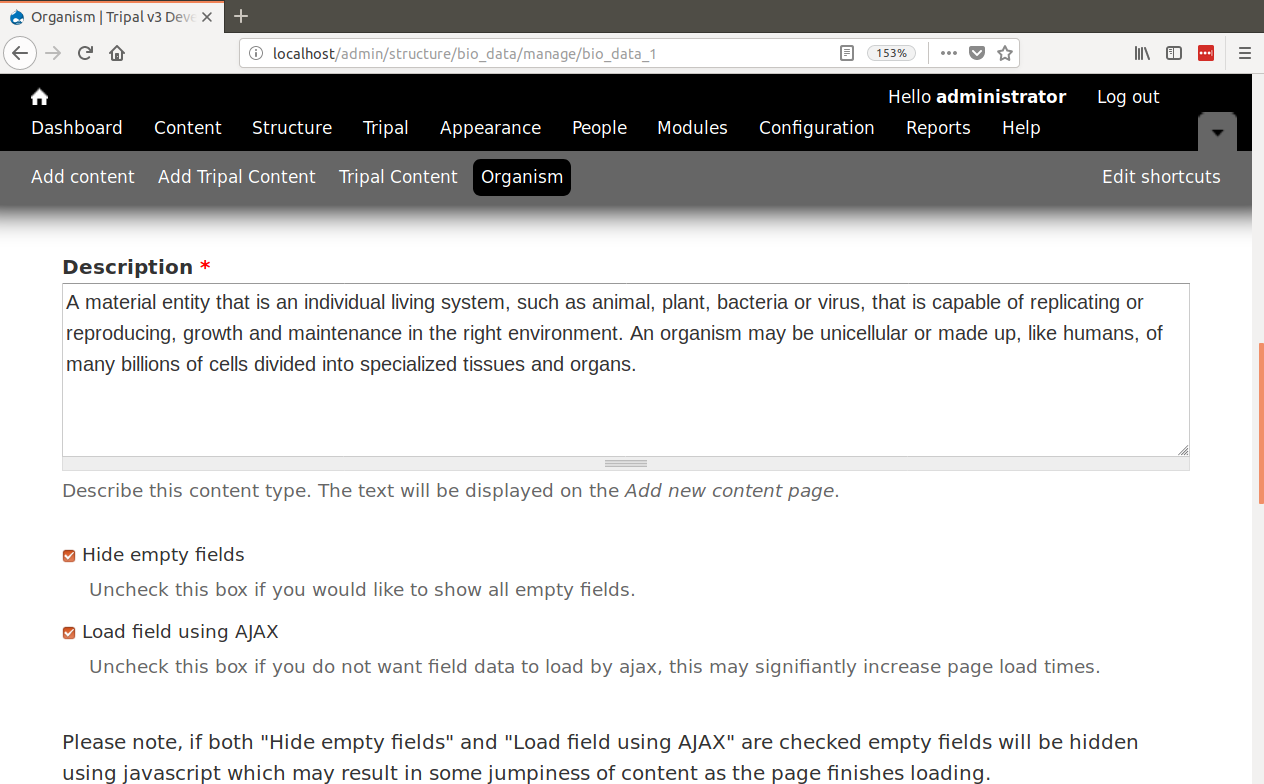 Organism | Tripal v3 Deve
localhost/admin/structure/bio_data/manage/bio_data_1
153%
Hello administrator
Log out
Dashboard Content Structure Tripal Appearance People Modules Configuration Reports Help
Add content Add Tripal Content Tripal Content Organism Edit shortcuts
Description *
A material entity that is an individual living system, such as animal, plant, bacteria or virus, that is capable of replicating or
reproducing, growth and maintenance in the right environment. An organism may be unicellular or made up, like humans, of
many billions of cells divided into specialized tissues and organs.
Describe this content type. The text will be displayed on the Add new content page.
Hide empty fields
Uncheck this box if you would like to show all empty fields.
Load field using AJAX
Uncheck this box if you do not want field data to load by ajax, this may signifiantly increase page load times.
Please note, if both "Hide empty fields" and "Load field using AJAX" are checked empty fields will be hidden
using javascript which may result in some jumpiness of content as the page finishes loading.